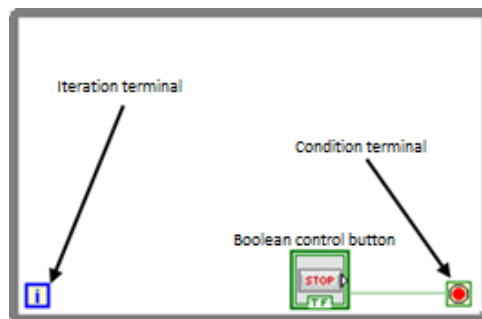 Iteration terminal
Condition terminal
Boolean control button
STOP
TF
i